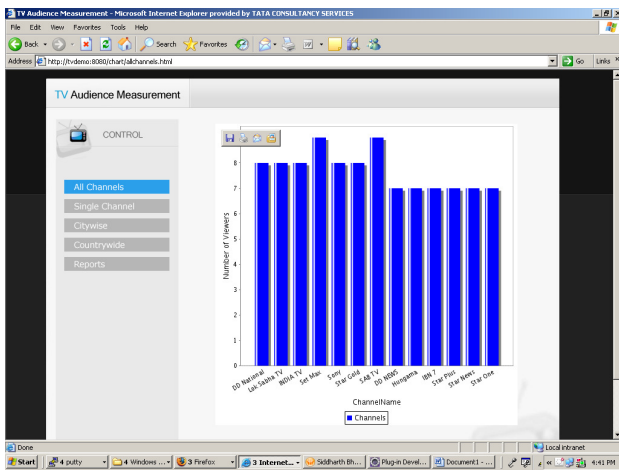 TV Audience Measurement - Microsoft Internet Explorer provided by TATA CONSULTANCY SERVICES
File Edit View Favorites Tools Help
Back Search Favorites
Address http://tvdemo:8080/chart/allchannels.html Go Links
TV Audience Measurement
CONTROL
All Channels
Single Channel
Citywise
Countrywide
Reports
Number of Viewers
8
7
6
5
4
3
2
1
0
DD National Lok Sabha TV INDIA TV Set Max Sony Star Gold SAB TV DD NEWS Hungama IBN 7 Star Plus Star News Star One
ChannelName
Channels
Done Local intranet
Start 4 putty 4 Windows ... 3 Firefox 3 Internet... Siddharth Bh... Plug-in Devel... Document1 - ... 4:41 PM